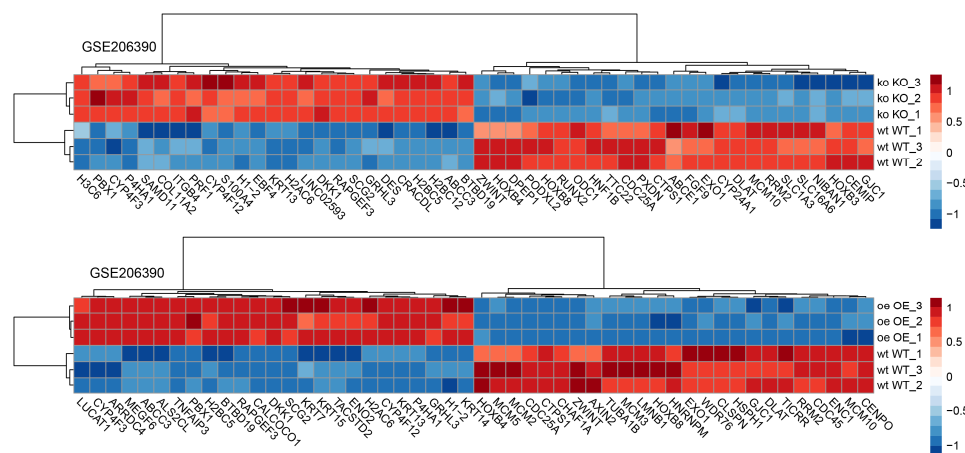 GSE206390
ko KO_3
ko KO_2
ko KO_1
wt WT_1
wt WT_3
wt WT_2
1
0.5
0
−0.5
−1
H3C6
PBX1
CYP4F3
P4HA1
SAMD11
COL11A2
ITGB4
PRF1
CYP4F12
S100A4
H1−2
EBF4
KRT13
H2AC6
LINC02593
DKK1
RAPGEF3
SCG2
GRHL3
DES
CRACDL
H2BC5
H2BC12
ABCC3
BTBD19
ZWINT
HOXB4
DPEP1
PODXL2
HOXB8
RUNX2
ODC1
HNF1B
TTC22
CDC25A
PXDN
CTPS1
FGF9
EXO1
CYP24A1
DLAT
MCM10
RRM2
SLC1A3
SLC16A6
NIBAN1
HOXB3
CEMIP
GJC1
GSE206390
oe OE_3
oe OE_2
oe OE_1
wt WT_1
wt WT_3
wt WT_2
1
0.5
0
−0.5
−1
LUCAT1
CYP4F3
ARRDC4
MEGF6
ABCC3
ALS2CL
TNFAIP3
PBX1
H2BC5
BTBD19
RAPGEF3
CALCOCO1
DKK1
SCG2
KRT7
KRT15
TACSTD2
ENO2
H2AC6
CYP4F12
KRT13
P4HA1
GRHL3
H1−2
KRT4
HOXB4
MCM5
MCM2
CDC25A
CTPS1
CHAF1A
ZWINT
AXIN2
TUBA1B
MCM3
LMNB1
HOXB8
HNRNPM
EXO1
WDR76
CLSPN
HSPH1
GJC1
DLAT
TICRR
RRM2
CDC45
ENC1
MCM10
CENPO